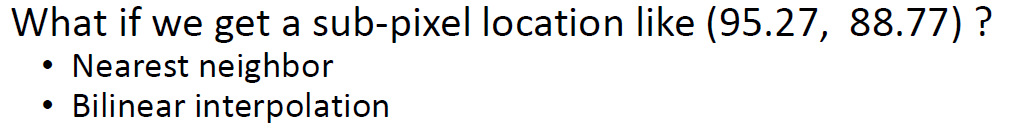 What if we get a sub-pixel location like (95.27,  88.77) ?
• Nearest neighbor
• Bilinear interpolation